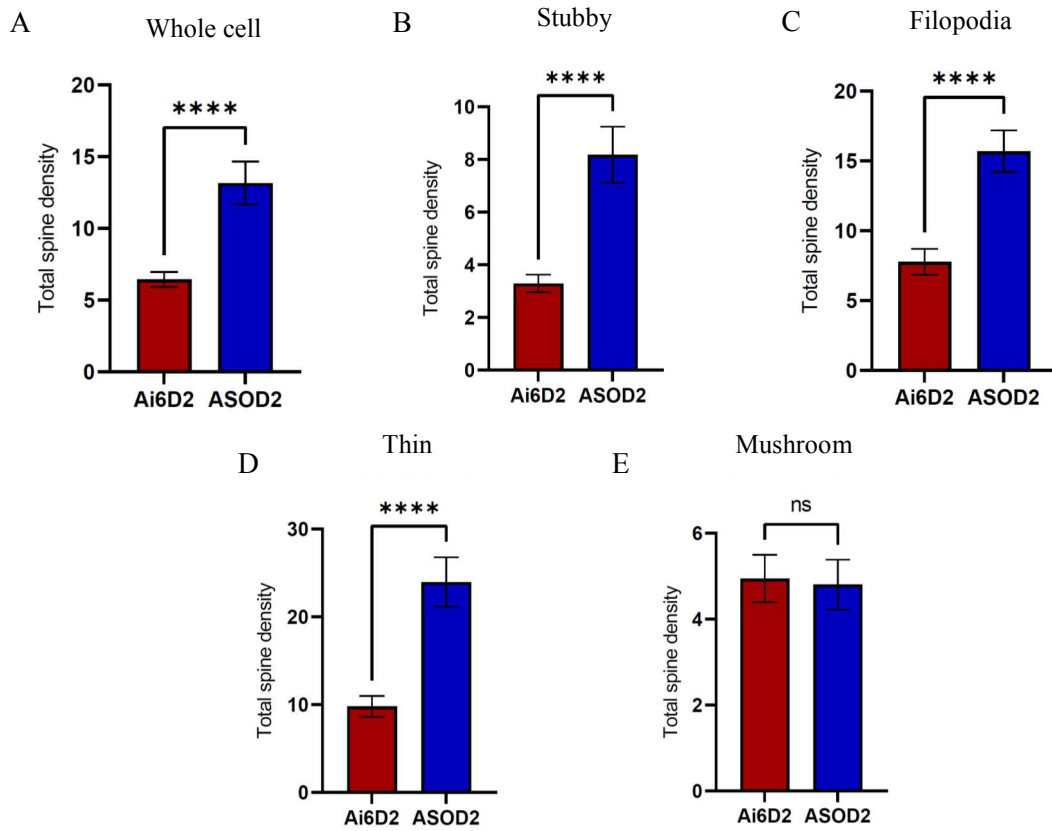 A
Whole cell
Total spine density
20
15
10
5
0
****
Ai6D2
ASOD2
B
Stubby
Total spine density
10
8
6
4
2
0
****
Ai6D2
ASOD2
C
Filopodia
Total spine density
20
15
10
5
0
****
Ai6D2
ASOD2
D
Thin
Total spine density
30
20
10
0
****
Ai6D2
ASOD2
E
Mushroom
Total spine density
6
4
2
0
ns
Ai6D2
ASOD2